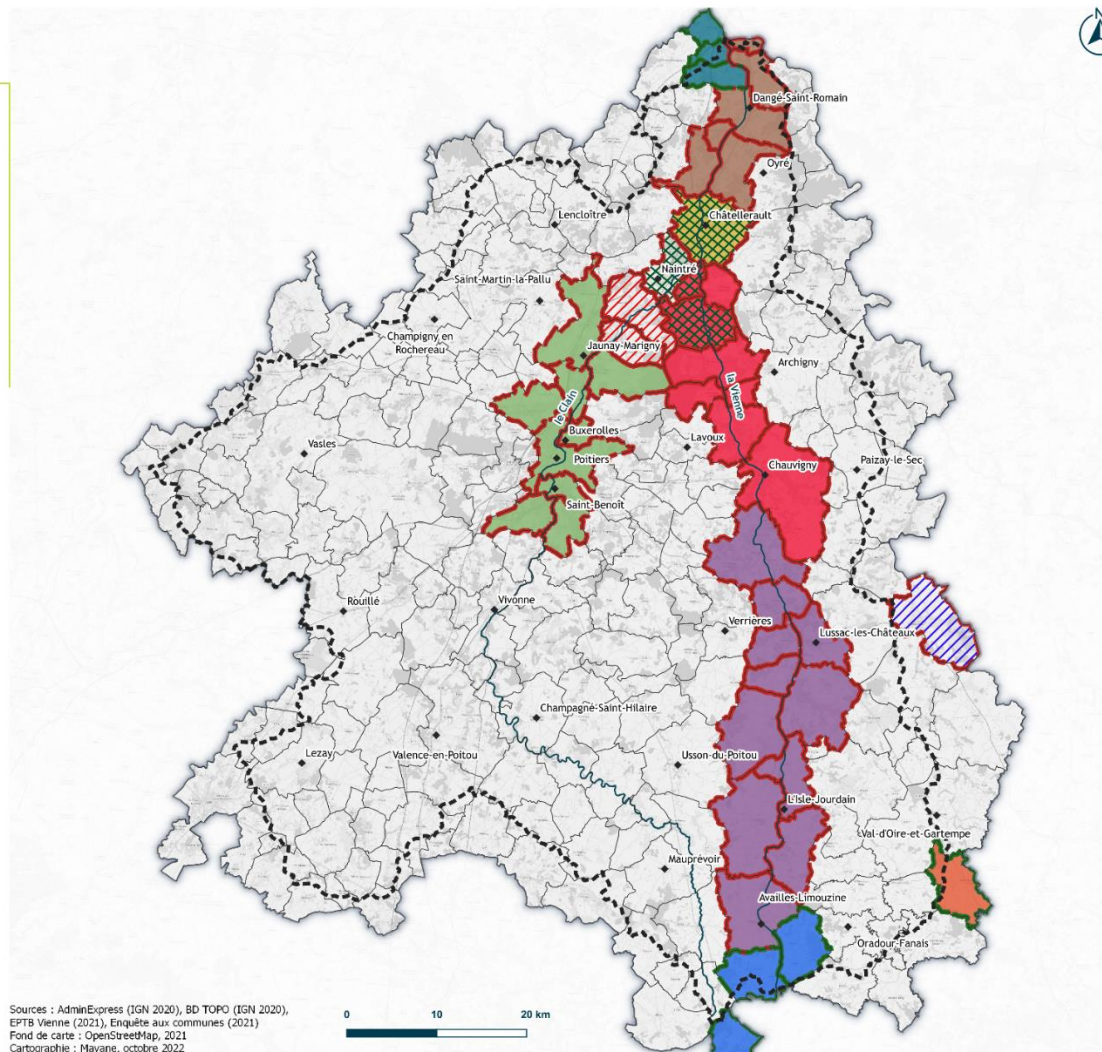 N
Dangé-Saint-Romain
Oyré
Châtellerault
Lencloître
Naintré
Saint-Martin-la-Pallu
Champigny en
Rochereau
Jaunay-Marigny
Archigny
le Clain
la Vienne
Buxerolles
Lavoux
Vasles
Poitiers
Chauvigny
Paizay-le-Sec
Saint-Benoît
Rouillé
Vivonne
Verrières
Lussac-les-Châteaux
Champagné-Saint-Hilaire
Lezay
Valence-en-Poitou
Usson-du-Poitou
L'Isle-Jourdain
Val-d'Oire-et-Gartempe
Mauprévoir
Availles-Limouzine
Oradour-Fanais
Sources : AdminExpress (IGN 2020), BD TOPO (IGN 2020),
EPTB Vienne (2021), Enquête aux communes (2021)
Fond de carte : OpenStreetMap, 2021
Cartographie : Mayane, octobre 2022
0 10 20 km